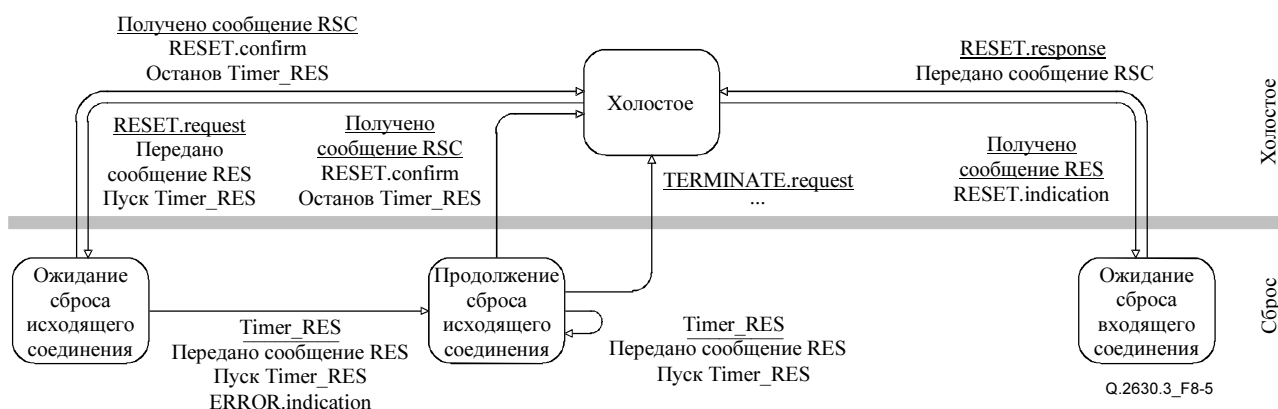 Получено сообщение RSC
RESET.confirm
Останов Timer_RES
RESET.request
Передано
сообщение RES
Пуск Timer_RES
Получено
сообщение RSC
RESET.confirm
Останов Timer_RES
Холостое
TERMINATE.request
...
RESET.response
Передано сообщение RSC
Получено
сообщение RES
RESET.indication
Холостое
Ожидание
сброса
исходящего
соединения
Timer_RES
Передано сообщение RES
Пуск Timer_RES
ERROR.indication
Продолжение
сброса
исходящего
соединения
Timer_RES
Передано сообщение RES
Пуск Timer_RES
Ожидание
сброса
входящего
соединения
Сброс
Q.2630.3_F8-5